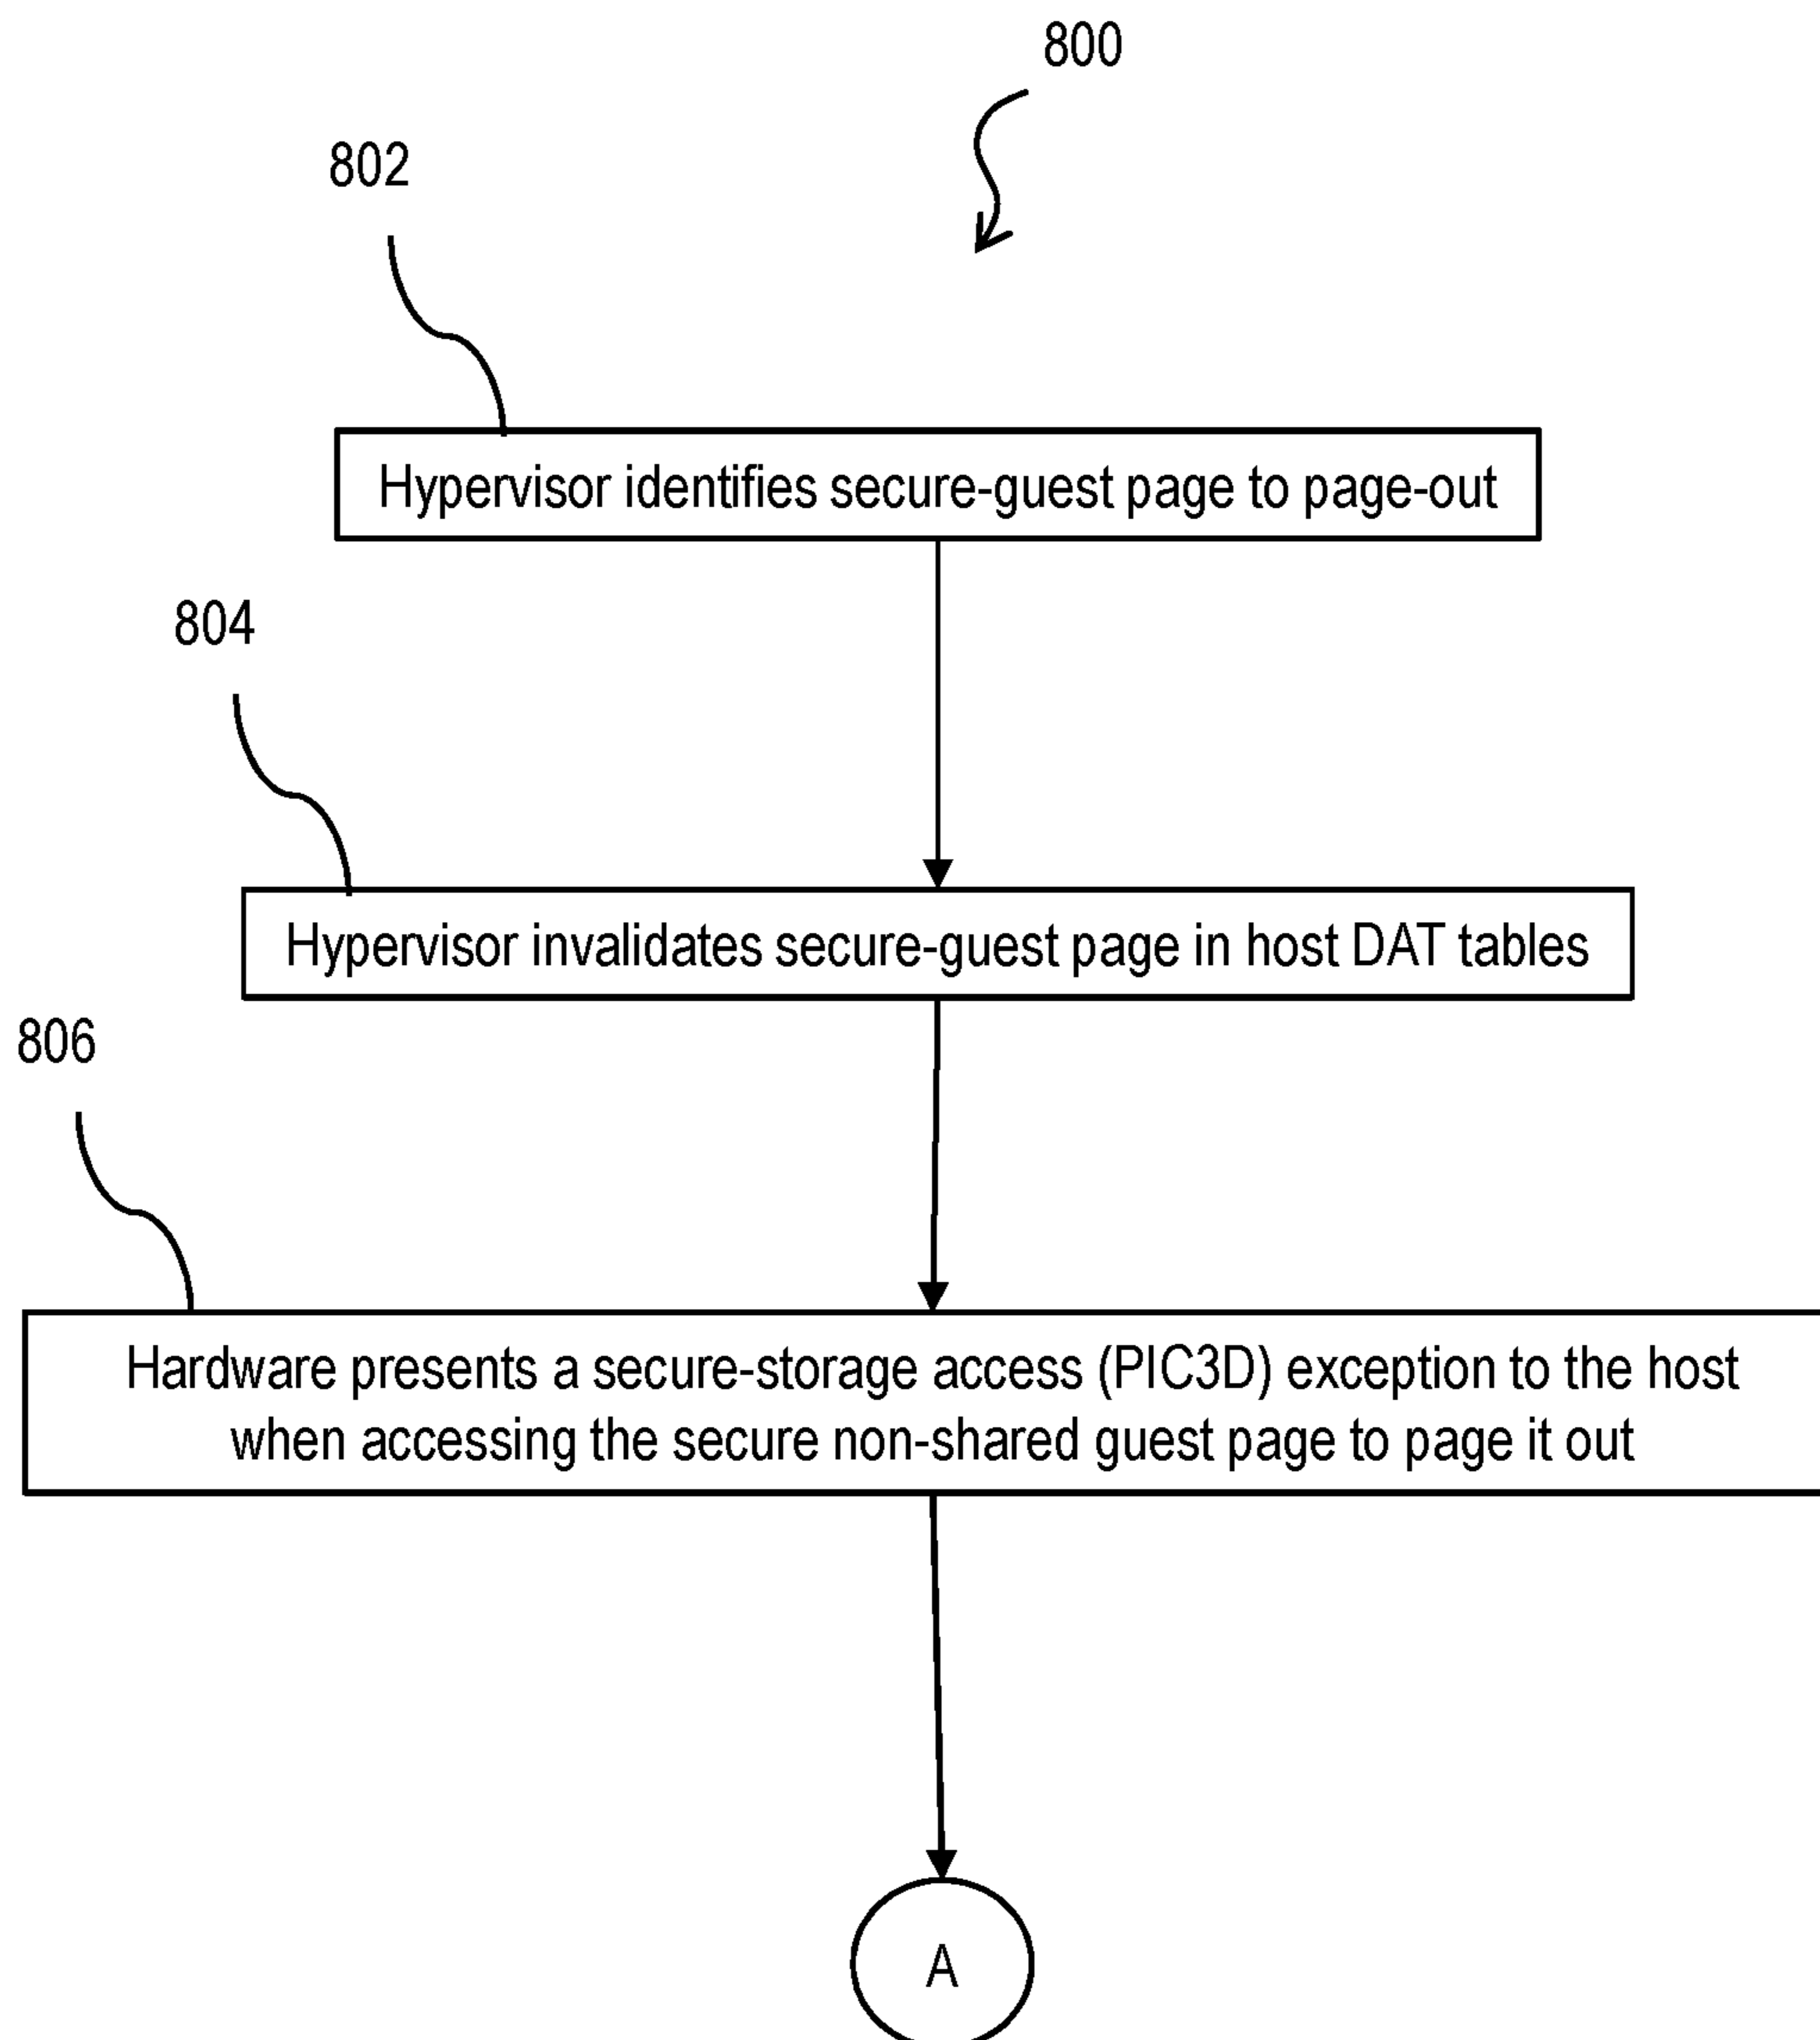 800
802
Hypervisor identifies secure-guest page to page-out
804
Hypervisor invalidates secure-guest page in host DAT tables
806
Hardware presents a secure-storage access (PIC3D) exception to the host
when accessing the secure non-shared guest page to page it out
A